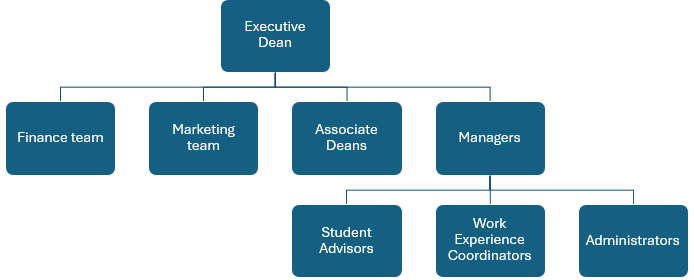 Executive
Dean
Finance team
Marketing
team
Associate
Deans
Managers
Student
Advisors
Work
Experience
Coordinators
Administrators